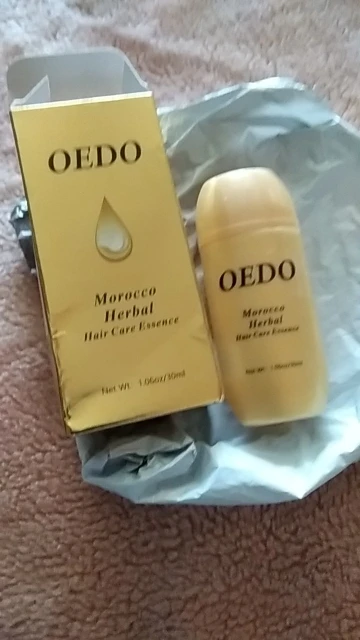 OEDO
Morocco
Herbal
Hair Care Essence
Net Wt. 1.06oz/30ml
OEDO
Morocco
Herbal
Hair Care Essence